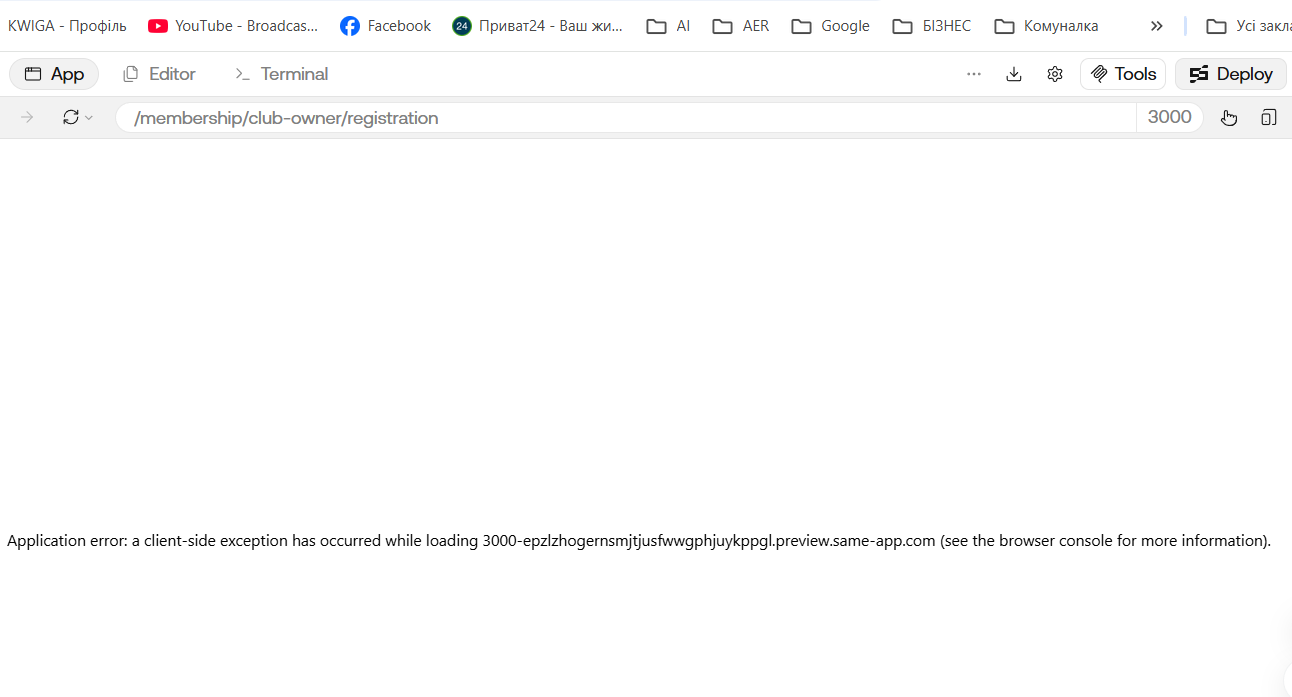 KWIGA - Профіль YouTube - Broadcas... Facebook 24 Приват24 - Ваш жи... AI AER Google БІЗНЕС Комуналка » Усі закла
App Editor >_ Terminal ... Tools Deploy
/membership/club-owner/registration 3000
Application error: a client-side exception has occurred while loading 3000-epzlzhogernsmjtjusfwwgphjuykppgl.preview.same-app.com (see the browser console for more information).